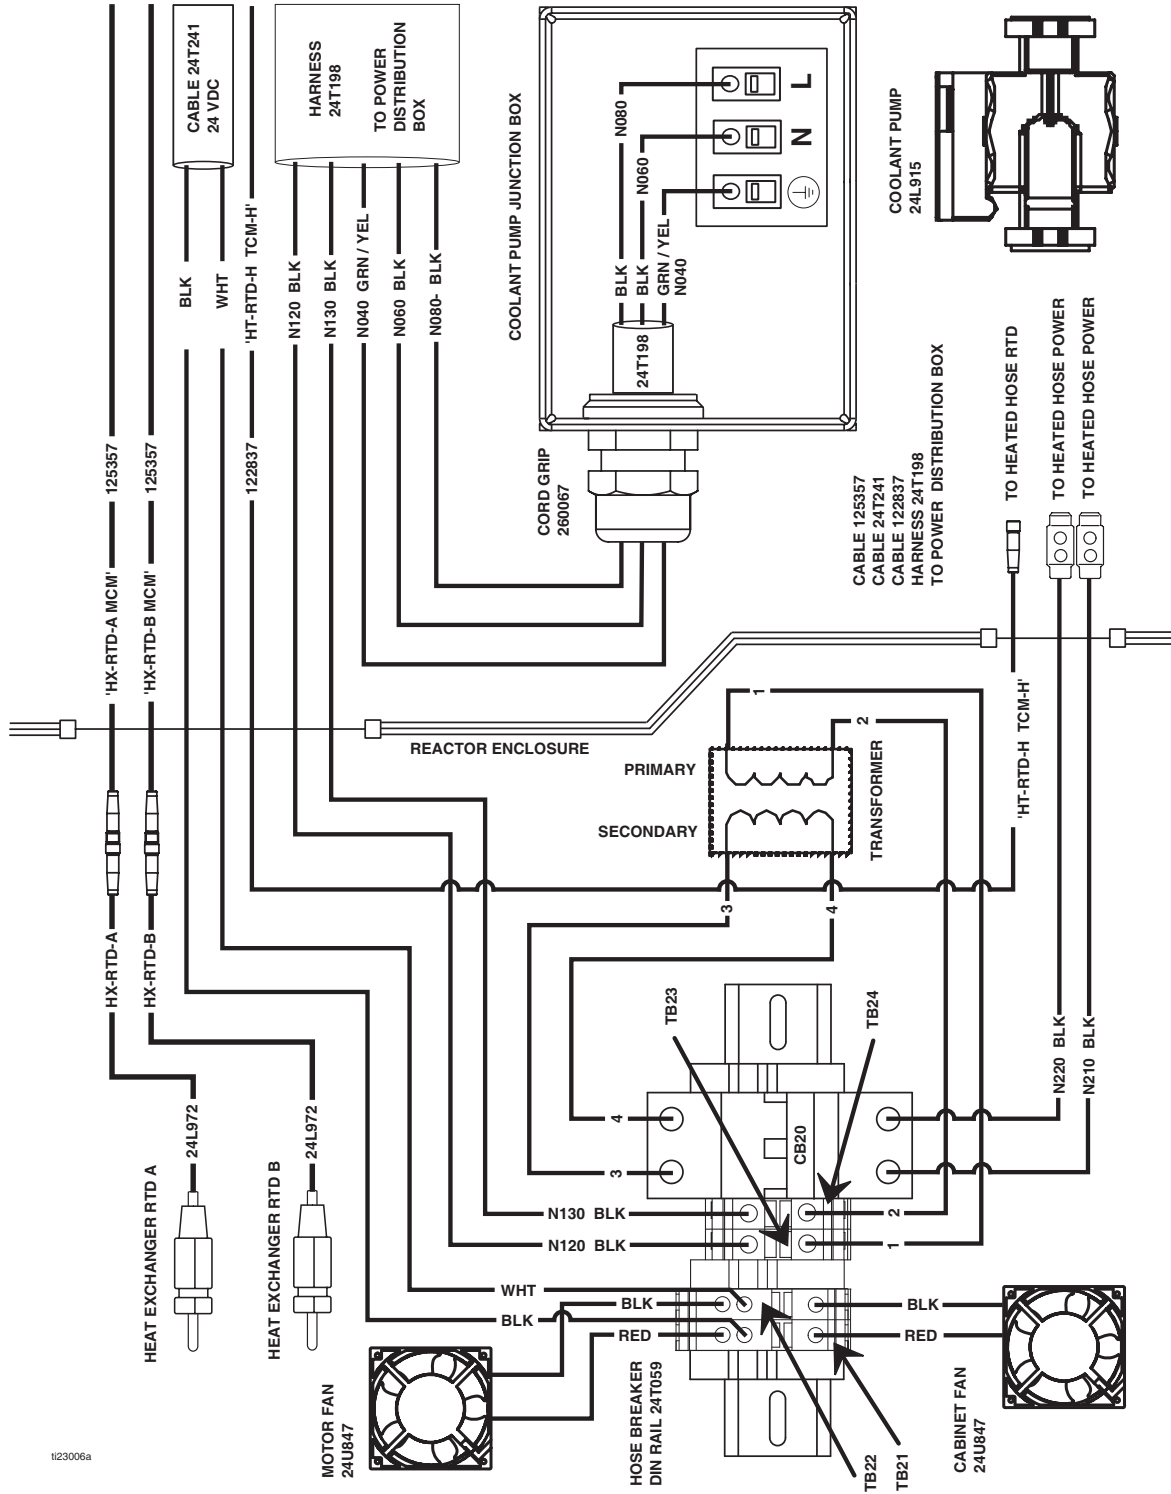 CABLE 24T241
24 VDC
HARNESS
24T198
TO POWER
DISTRIBUTION
BOX
BLK
WHT
'HT-RTD-H TCM-H'
N120 BLK
N130 BLK
N040 GRN / YEL
N060 BLK
N080- BLK
COOLANT PUMP JUNCTION BOX
N080
N060
L
N
BLK
BLK
GRN / YEL
N040
24T198
COOLANT PUMP
24L915
125357
125357
122837
CORD GRIP
260067
CABLE 125357
CABLE 24T241
CABLE 122837
HARNESS 24T198
TO POWER DISTRIBUTION BOX
TO HEATED HOSE RTD
TO HEATED HOSE POWER
TO HEATED HOSE POWER
'HX-RTD-A MCM'
'HX-RTD-B MCM'
REACTOR ENCLOSURE
1
2
PRIMARY
SECONDARY
TRANSFORMER
'HT-RTD-H TCM-H'
3
4
HX-RTD-A
HX-RTD-B
TB23
TB24
N220 BLK
N210 BLK
24L972
24L972
HEAT EXCHANGER RTD A
HEAT EXCHANGER RTD B
4
3
CB20
N130 BLK
N120 BLK
2
1
WHT
BLK
BLK
RED
BLK
RED
MOTOR FAN
24U847
HOSE BREAKER
DIN RAIL 24T059
TB22
TB21
CABINET FAN
24U847
ti23006a